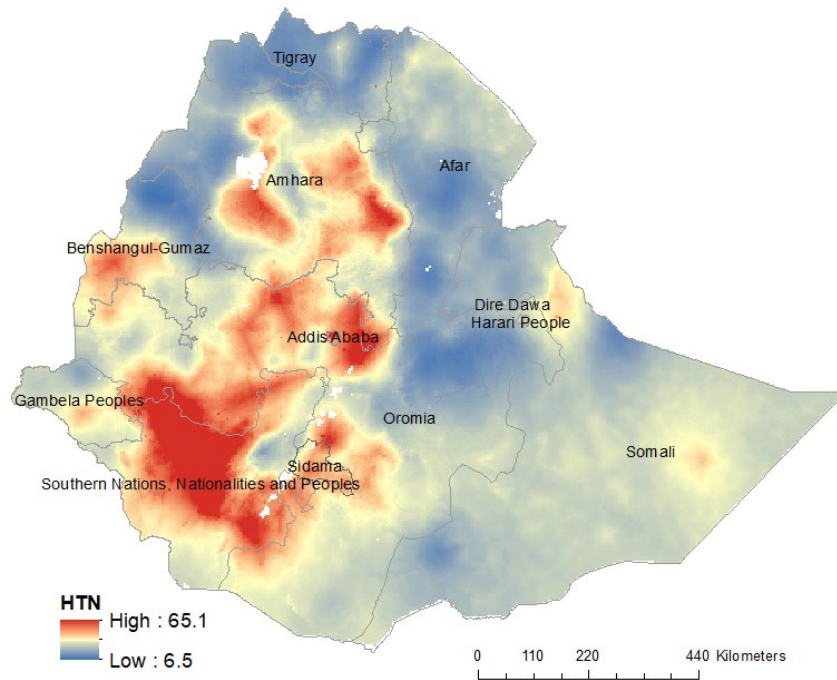 Tigray
Afar
Amhara
Benshangul-Gumaz
Dire Dawa
Harari People
Addis Ababa
Gambela Peoples
Oromia
Somali
Sidama
Southern Nations, Nationalities and Peoples
HTN
High : 65.1
Low : 6.5
0 110 220 440 Kilometers